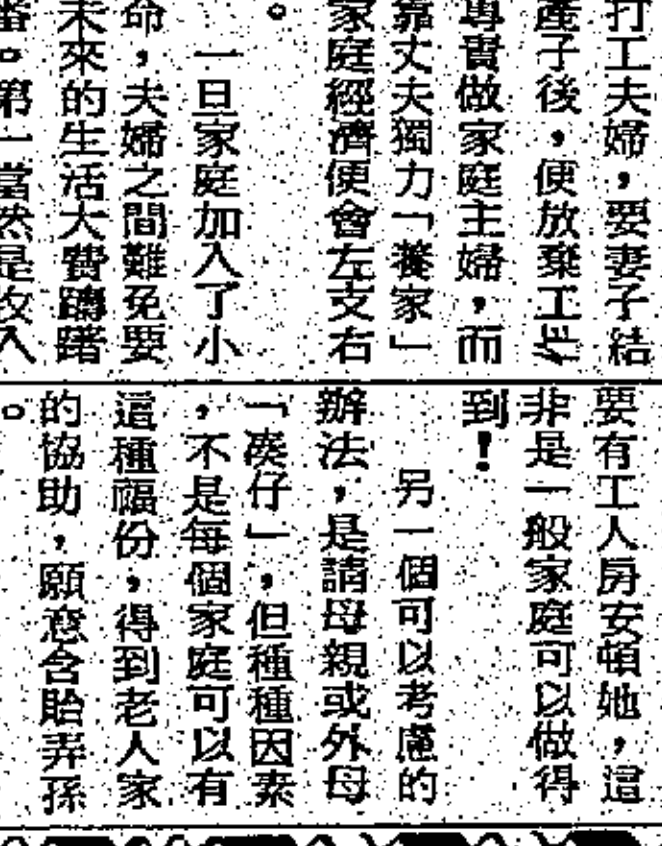 打工夫婦,要妻子結
產子後,便放棄工作
專責做家庭主婦,而
靠丈夫獨力「養家」
家庭經濟便會左支右
。
一旦家庭加入了小
命,夫婦之間難免要
未來的生活大費躊躇
番。第一當然是收入
要有工人房安頓她,這
非是一般家庭可以做得
到!
另一個可以考慮的
辦法,是請母親或外母
「湊仔」,但種種因素
,不是每個家庭可以有
這種福份,得到老人家
的協助,願意含飴弄孫
。